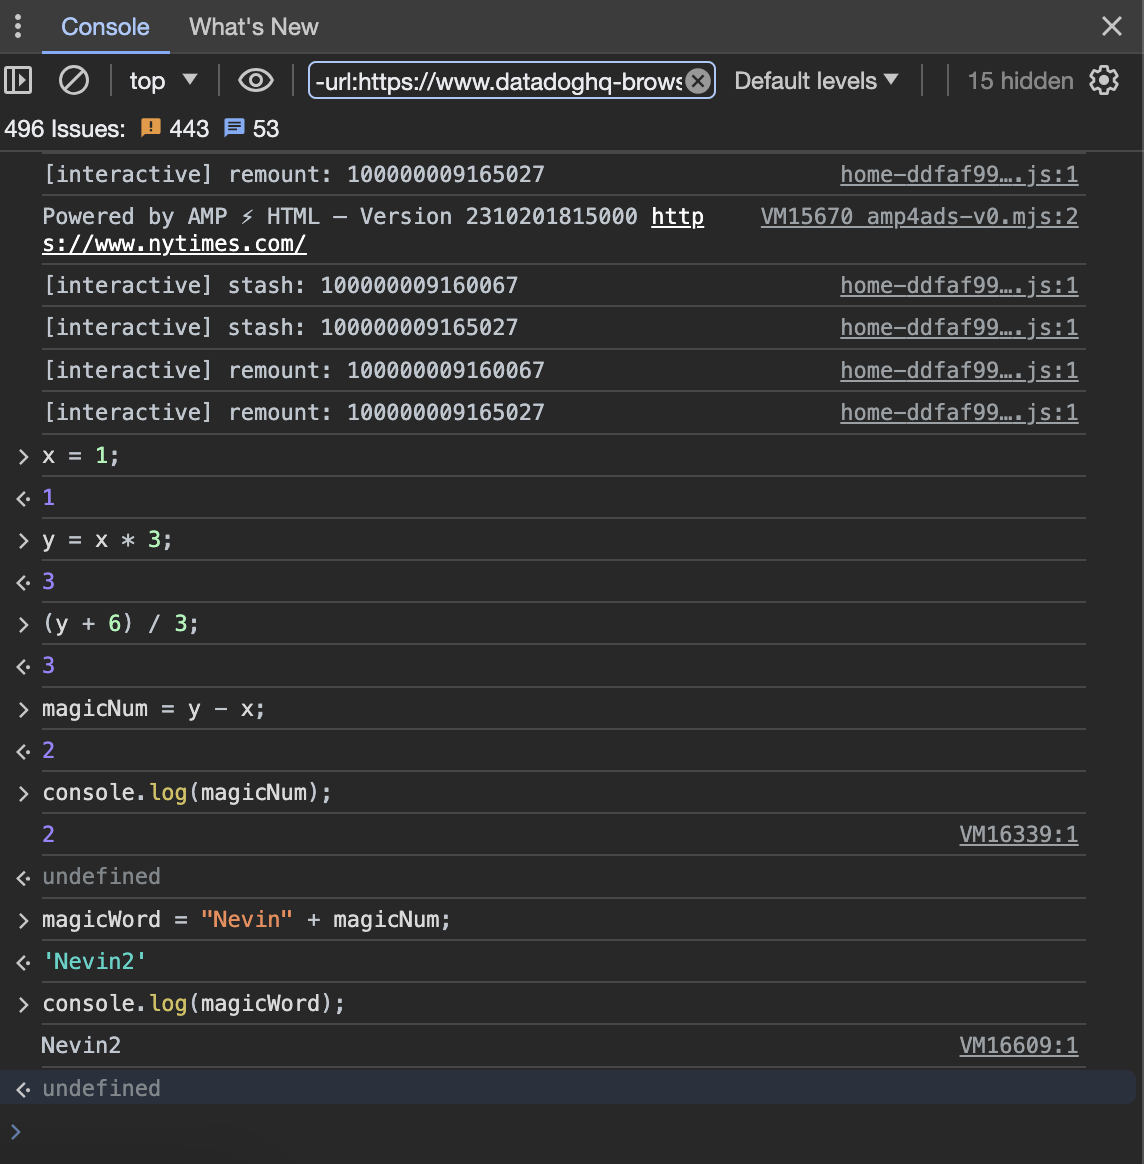 Console What's New
top -url:https://www.datadoghq-brows Default levels 15 hidden
496 Issues: 443 53
[interactive] remount: 100000009165027 home-ddfaf99….js:1
Powered by AMP ⚡ HTML – Version 2310201815000 http VM15670 amp4ads-v0.mjs:2
s://www.nytimes.com/
[interactive] stash: 100000009160067 home-ddfaf99….js:1
[interactive] stash: 100000009165027 home-ddfaf99….js:1
[interactive] remount: 100000009160067 home-ddfaf99….js:1
[interactive] remount: 100000009165027 home-ddfaf99….js:1
> x = 1;
1
> y = x * 3;
3
> (y + 6) / 3;
3
> magicNum = y - x;
2
> console.log(magicNum);
2 VM16339:1
undefined
> magicWord = "Nevin" + magicNum;
'Nevin2'
> console.log(magicWord);
Nevin2 VM16609:1
undefined
>